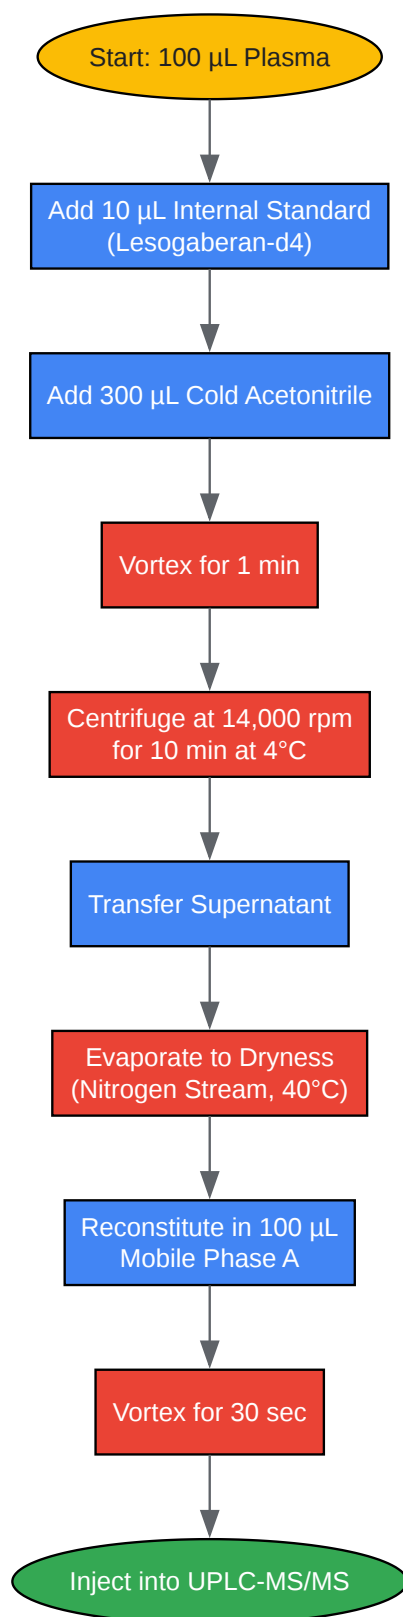 Start: 100 µL Plasma
Add 10 µL Internal Standard
(Lesogaberan-d4)
Add 300 µL Cold Acetonitrile
Vortex for 1 min
Centrifuge at 14,000 rpm
for 10 min at 4°C
Transfer Supernatant
Evaporate to Dryness
(Nitrogen Stream, 40°C)
Reconstitute in 100 µL
Mobile Phase A
Vortex for 30 sec
Inject into UPLC-MS/MS